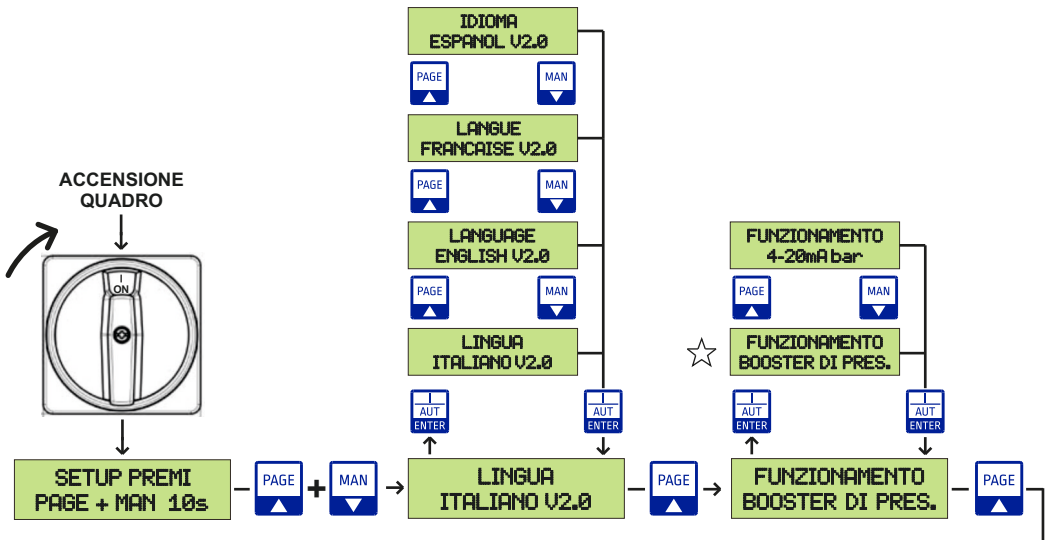 IDIOMA
ESPANOL V2.0
PAGE
MAN
LANGUE
FRANCAISE V2.0
PAGE
MAN
LANGUAGE
ENGLISH V2.0
PAGE
MAN
LINGUA
ITALIANO V2.0
I
AUT
ENTER
I
AUT
ENTER
ACCENSIONE
QUADRO
I
ON
SETUP PREMI
PAGE + MAN 10s
PAGE
+
MAN
LINGUA
ITALIANO V2.0
PAGE
FUNZIONAMENTO
4-20mA bar
PAGE
MAN
FUNZIONAMENTO
BOOSTER DI PRES.
I
AUT
ENTER
I
AUT
ENTER
FUNZIONAMENTO
BOOSTER DI PRES.
PAGE